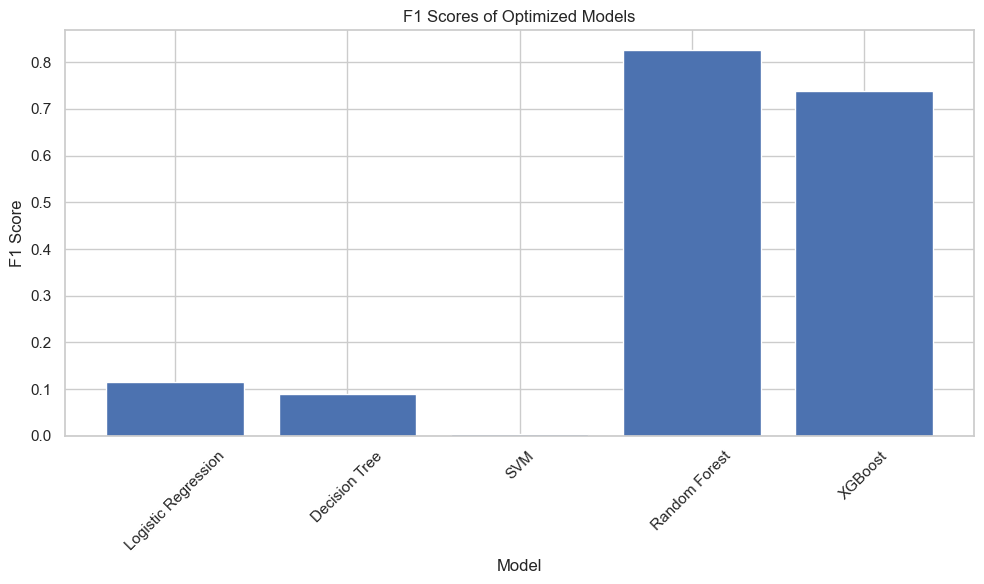 F1 Scores of Optimized Models
F1 Score
0.8
0.7
0.6
0.5
0.4
0.3
0.2
0.1
0.0
Logistic Regression
Decision Tree
SVM
Random Forest
XGBoost
Model